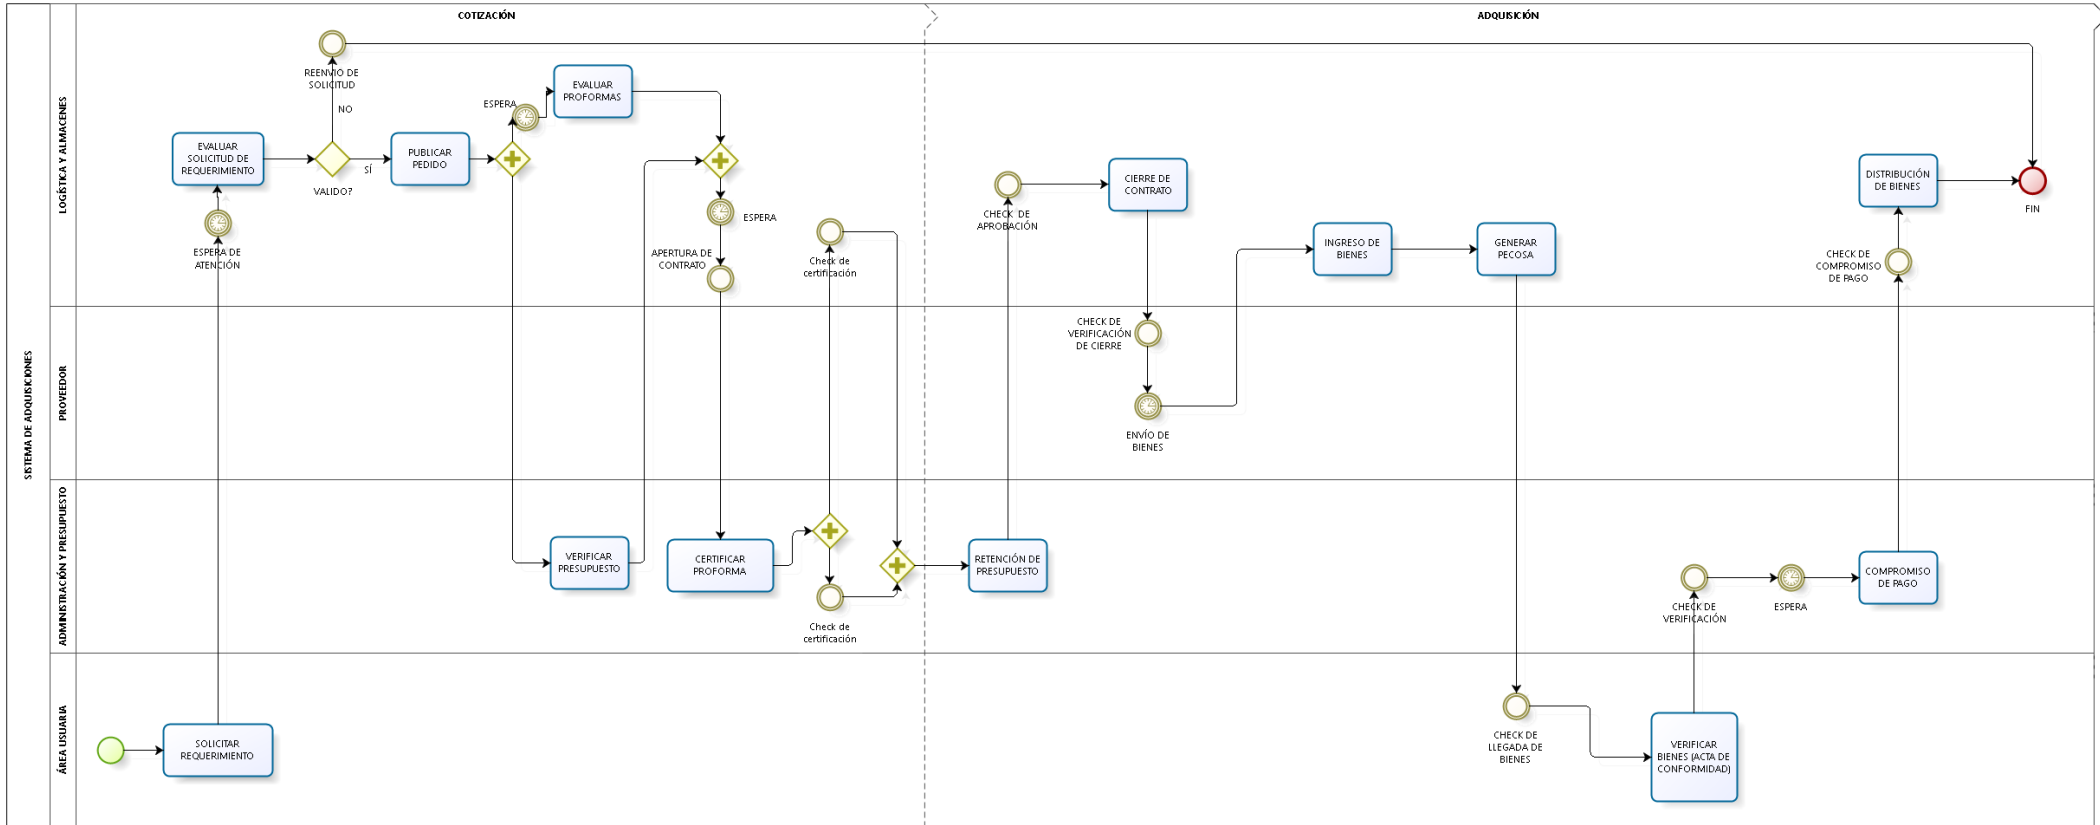 COTIZACIÓN
ADQUISICIÓN
SISTEMA DE ADQUISICIONES
LOGÍSTICA Y ALMACENES
REENVIO DE
SOLICITUD
NO
EVALUAR
SOLICITUD DE
REQUERIMIENTO
VALIDO?
SÍ
PUBLICAR
PEDIDO
ESPERA
EVALUAR
PROFORMAS
ESPERA DE
ATENCIÓN
ESPERA
APERTURA DE
CONTRATO
Check de
certificación
CHECK DE
APROBACIÓN
CIERRE DE
CONTRATO
INGRESO DE
BIENES
GENERAR
PECOSA
DISTRIBUCIÓN
DE BIENES
FIN
CHECK DE
COMPROMISO
DE PAGO
PROVEEDOR
CHECK DE
VERIFICACIÓN
DE CIERRE
ENVÍO DE
BIENES
ADMINISTRACIÓN Y PRESUPUESTO
VERIFICAR
PRESUPUESTO
CERTIFICAR
PROFORMA
Check de
certificación
RETENCIÓN DE
PRESUPUESTO
CHECK DE
VERIFICACIÓN
ESPERA
COMPROMISO
DE PAGO
ÁREA USUARIA
SOLICITAR
REQUERIMIENTO
CHECK DE
LLEGADA DE
BIENES
VERIFICAR
BIENES (ACTA DE
CONFORMIDAD)